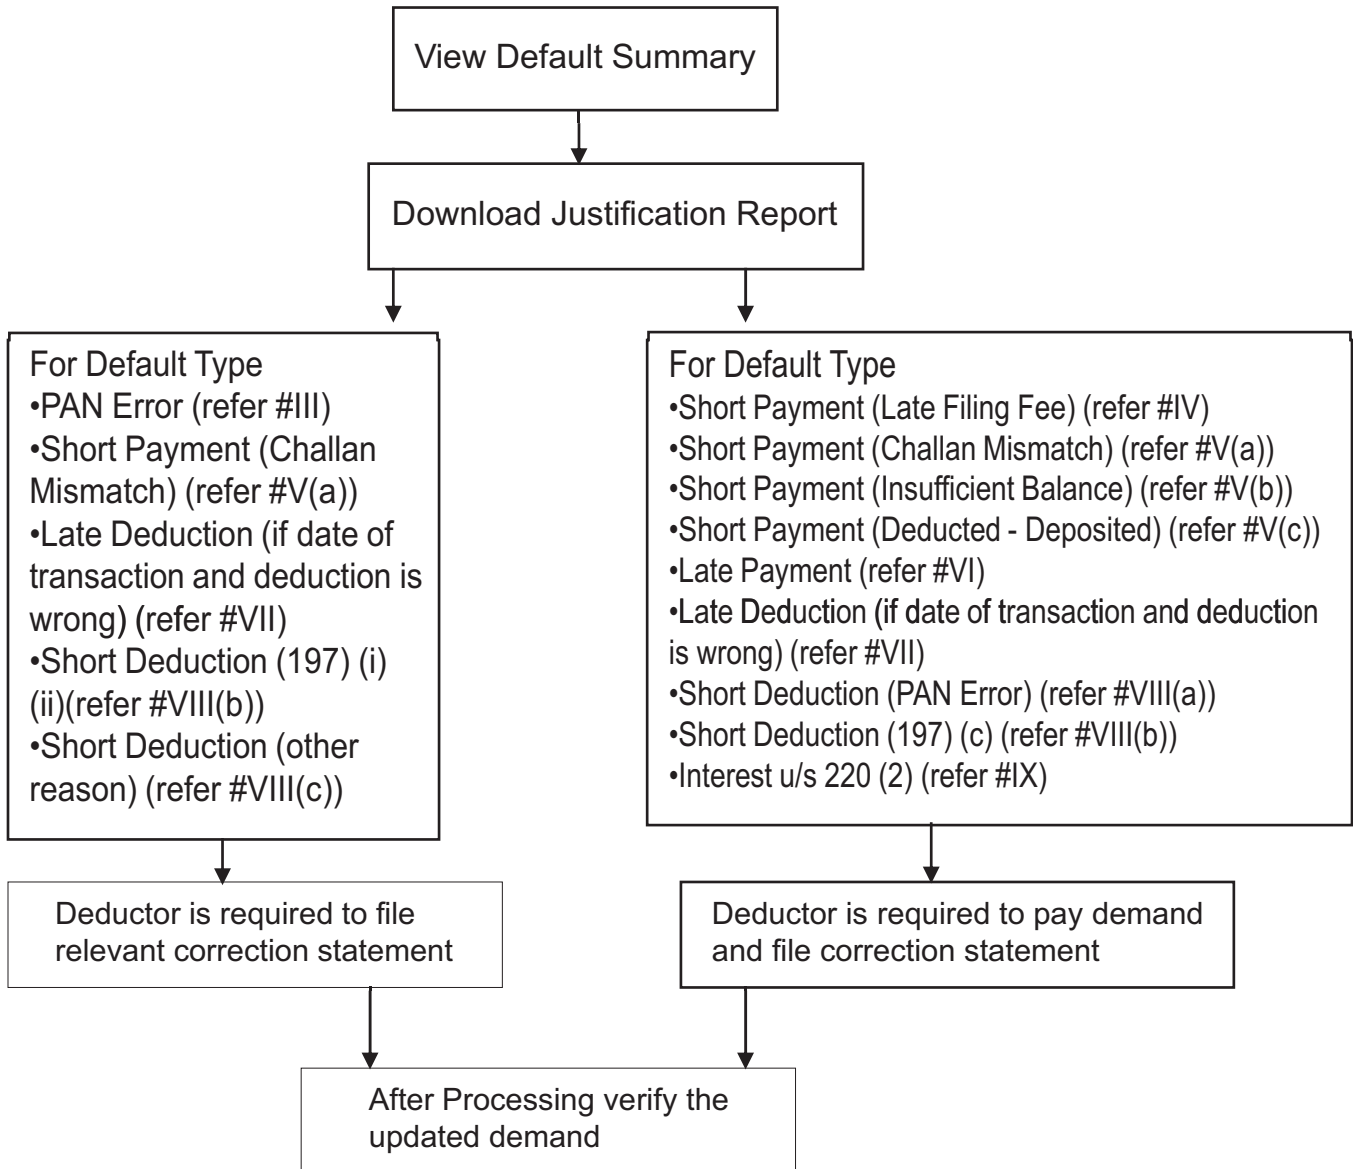 View Default Summary
Download Justification Report
For Default Type
•PAN Error (refer #III)
•Short Payment (Challan
Mismatch) (refer #V(a))
•Late Deduction (if date of
transaction and deduction is
wrong) (refer #VII)
•Short Deduction (197) (i)
(ii)(refer #VIII(b))
•Short Deduction (other
reason) (refer #VIII(c))
For Default Type
•Short Payment (Late Filing Fee) (refer #IV)
•Short Payment (Challan Mismatch) (refer #V(a))
•Short Payment (Insufficient Balance) (refer #V(b))
•Short Payment (Deducted - Deposited) (refer #V(c))
•Late Payment (refer #VI)
•Late Deduction (if date of transaction and deduction
is wrong) (refer #VII)
•Short Deduction (PAN Error) (refer #VIII(a))
•Short Deduction (197) (c) (refer #VIII(b))
•Interest u/s 220 (2) (refer #IX)
Deductor is required to file
relevant correction statement
Deductor is required to pay demand
and file correction statement
After Processing verify the
updated demand